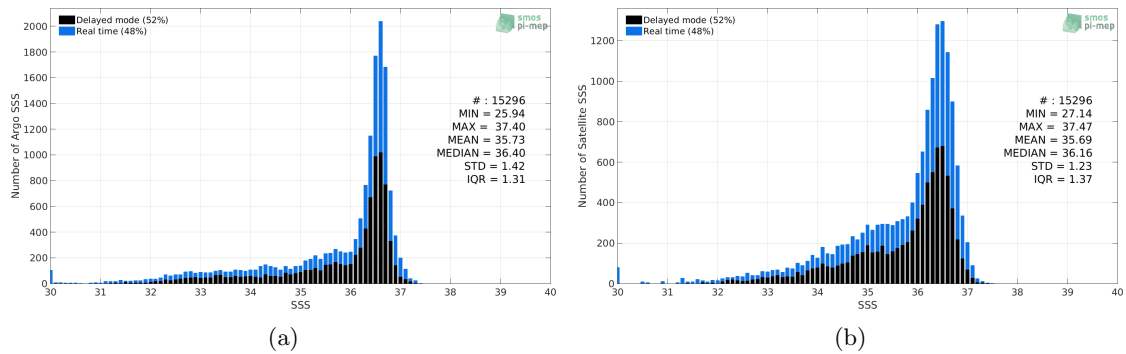 Delayed mode (52%)
Real time (48%)
smos
pi-mep
# : 15296
MIN = 25.94
MAX = 37.40
MEAN = 35.73
MEDIAN = 36.40
STD = 1.42
IQR = 1.31
Number of Argo SSS
2000
1800
1600
1400
1200
1000
800
600
400
200
0
30 31 32 33 34 35 36 37 38 39 40
SSS
(a)
Delayed mode (52%)
Real time (48%)
smos
pi-mep
# : 15296
MIN = 27.14
MAX = 37.47
MEAN = 35.69
MEDIAN = 36.16
STD = 1.23
IQR = 1.37
Number of Satellite SSS
1200
1000
800
600
400
200
0
30 31 32 33 34 35 36 37 38 39 40
SSS
(b)